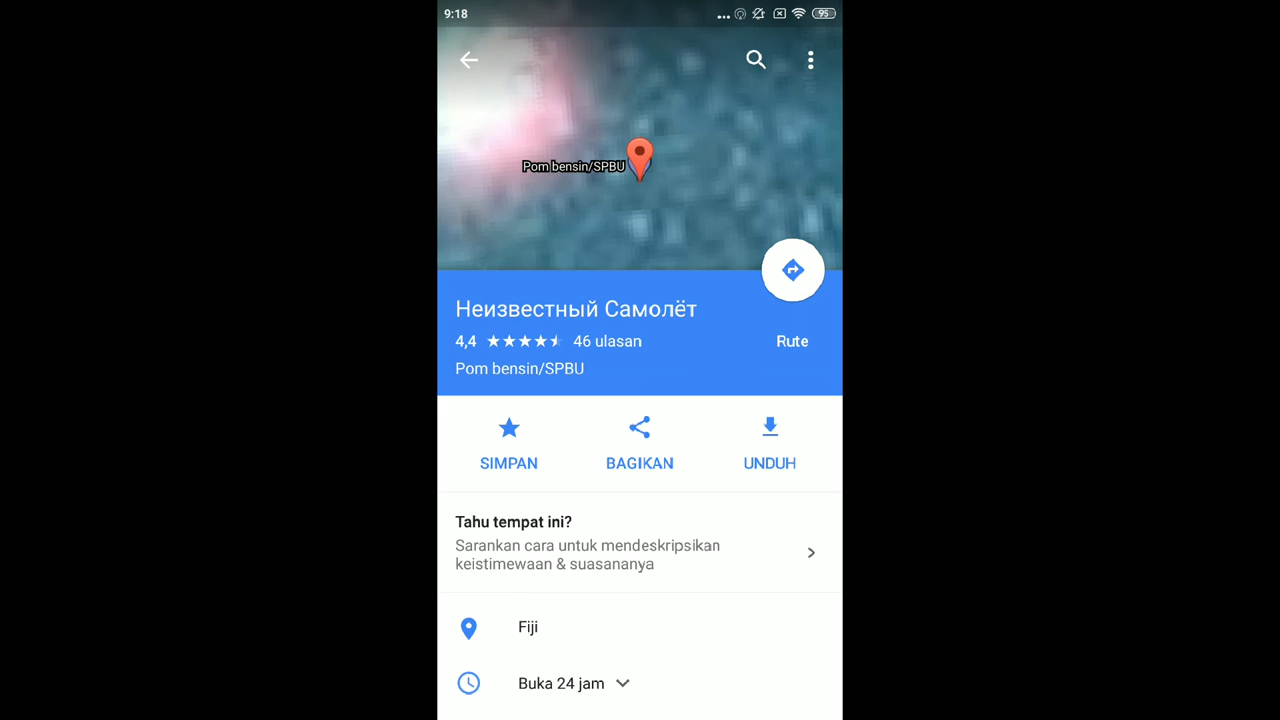 9:18
95
Pom bensin/SPBU
Неизвестный Самолёт
4,4 46 ulasan
Rute
Pom bensin/SPBU
SIMPAN BAGIKAN UNDUH
Tahu tempat ini?
Sarankan cara untuk mendeskripsikan
keistimewaan & suasananya
Fiji
Buka 24 jam